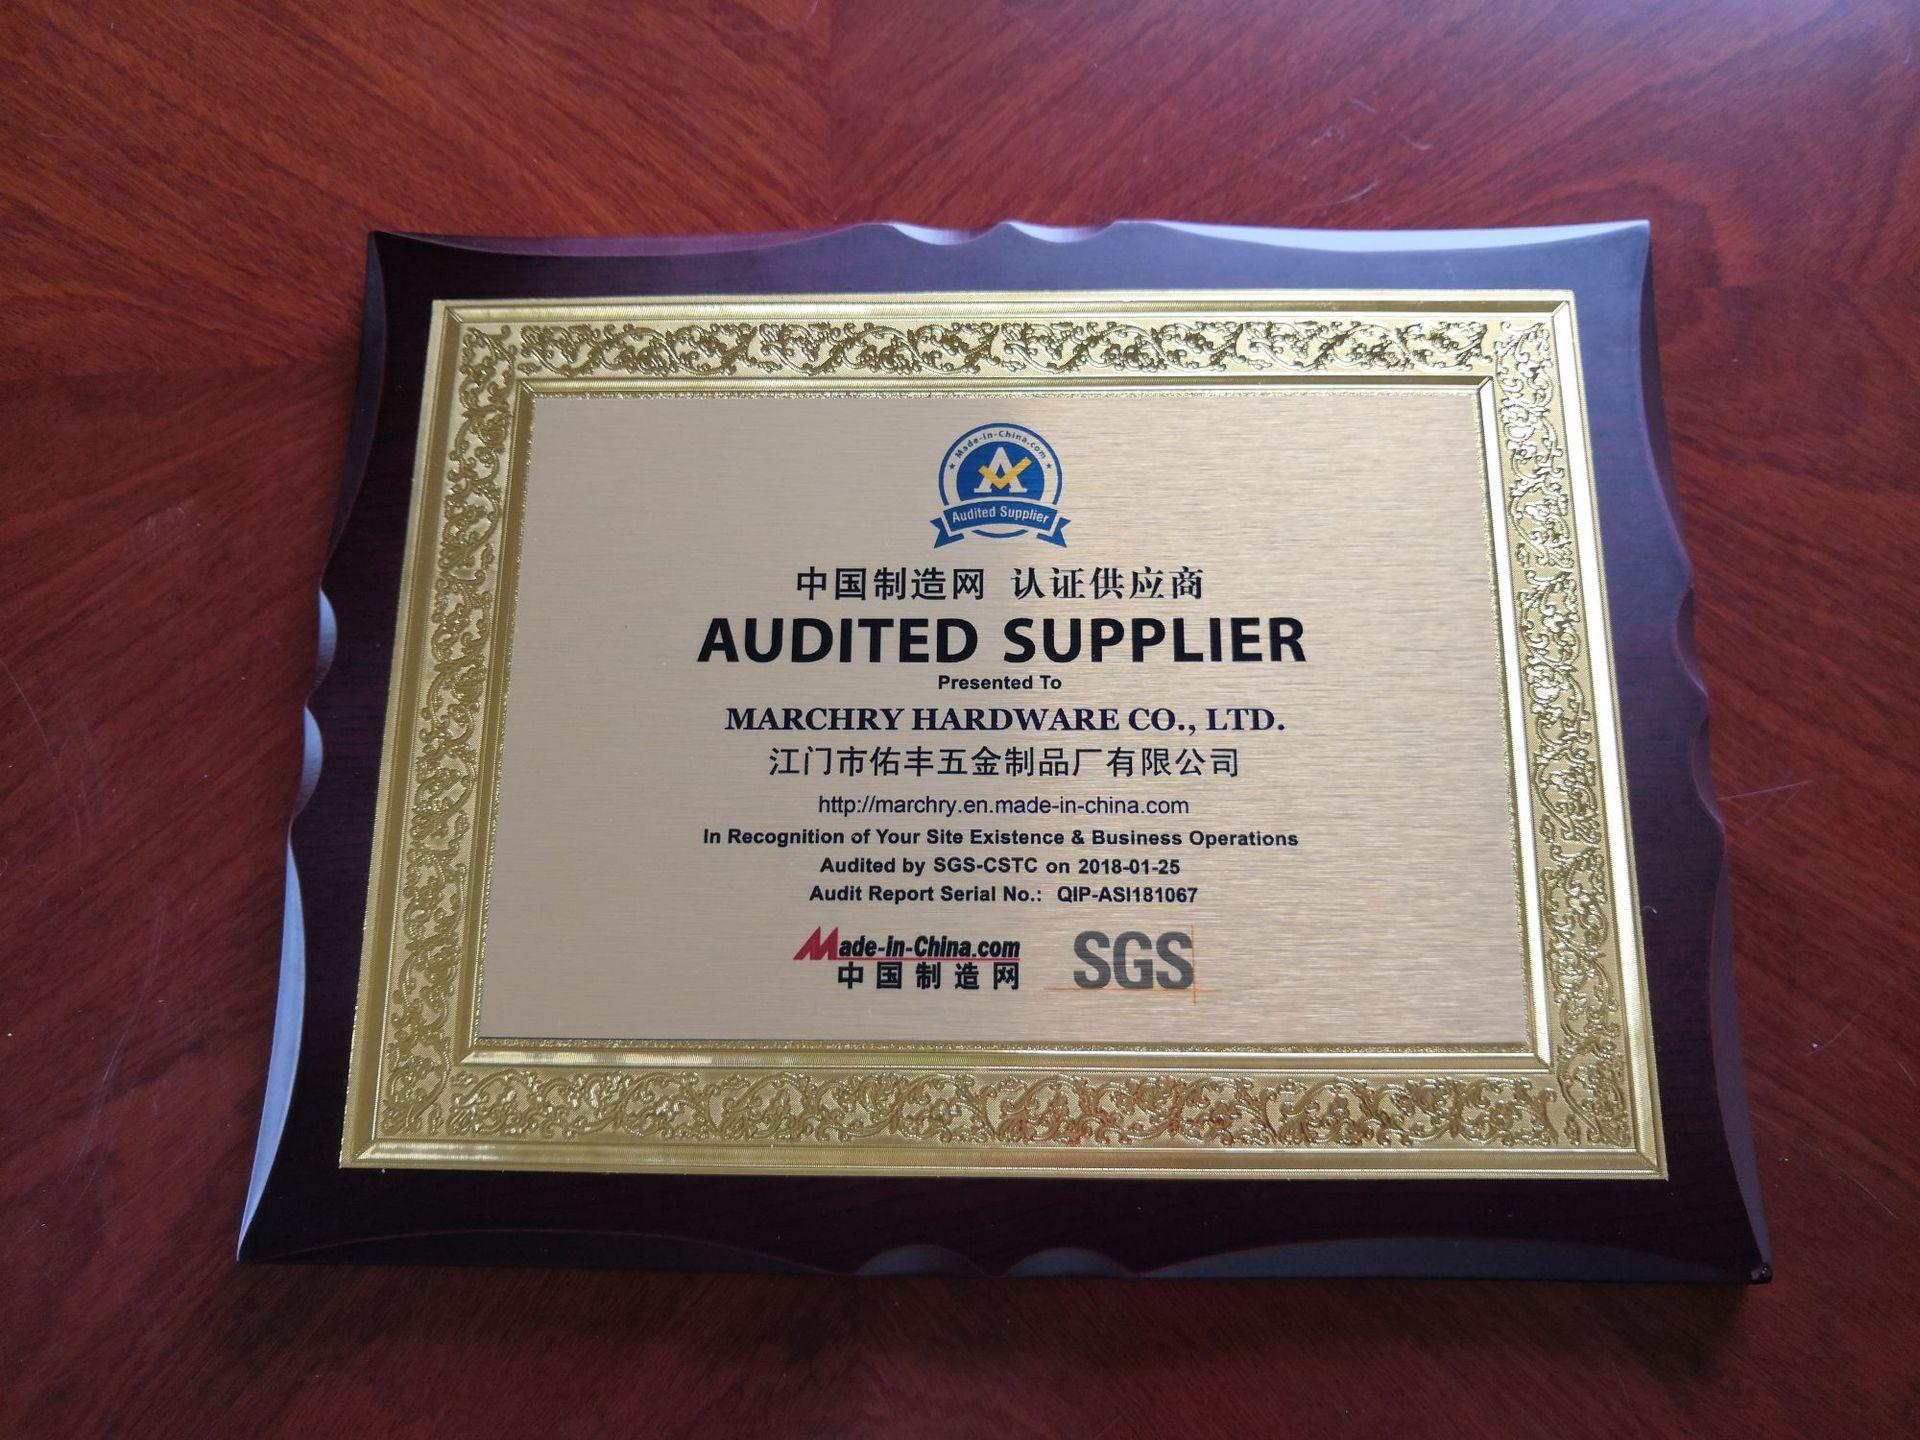 Made-in-China.com
Audited Supplier
中国制造网 认证供应商
AUDITED SUPPLIER
Presented To
MARCHRY HARDWARE CO., LTD.
江门市佑丰五金制品厂有限公司
http://marchry.en.made-in-china.com
In Recognition of Your Site Existence & Business Operations
Audited by SGS-CSTC on 2018-01-25
Audit Report Serial No.: QIP-ASI181067
Made-in-China.com
中国制造网
SGS